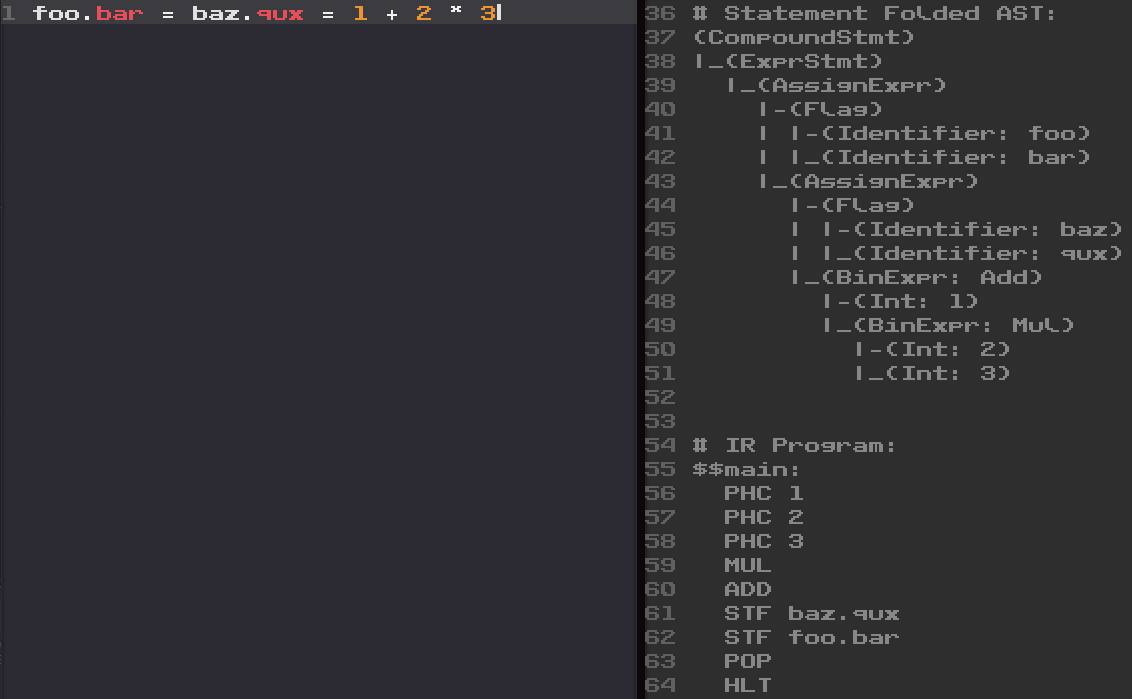 1 foo.bar = baz.qux = 1 + 2 * 3
36 # Statement Folded AST:
37 (CompoundStmt)
38 |_(ExprStmt)
39   |_(AssignExpr)
40     |-(Flag)
41     | |-(Identifier: foo)
42     | |_(Identifier: bar)
43     |_(AssignExpr)
44       |-(Flag)
45       | |-(Identifier: baz)
46       | |_(Identifier: qux)
47       |_(BinExpr: Add)
48         |-(Int: 1)
49         |_(BinExpr: Mul)
50           |-(Int: 2)
51           |_(Int: 3)
52
53
54 # IR Program:
55 $$main:
56   PHC 1
57   PHC 2
58   PHC 3
59   MUL
60   ADD
61   STF baz.qux
62   STF foo.bar
63   POP
64   HLT